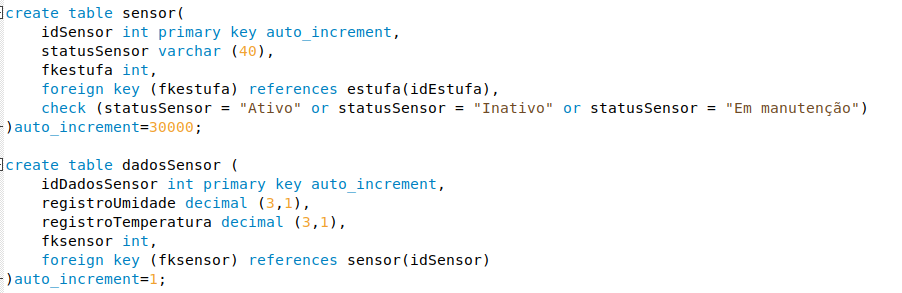 create table sensor(
    idSensor int primary key auto_increment,
    statusSensor varchar (40),
    fkestufa int,
    foreign key (fkestufa) references estufa(idEstufa),
    check (statusSensor = "Ativo" or statusSensor = "Inativo" or statusSensor = "Em manutenção")
)auto_increment=30000;

create table dadosSensor (
    idDadosSensor int primary key auto_increment,
    registroUmidade decimal (3,1),
    registroTemperatura decimal (3,1),
    fksensor int,
    foreign key (fksensor) references sensor(idSensor)
)auto_increment=1;